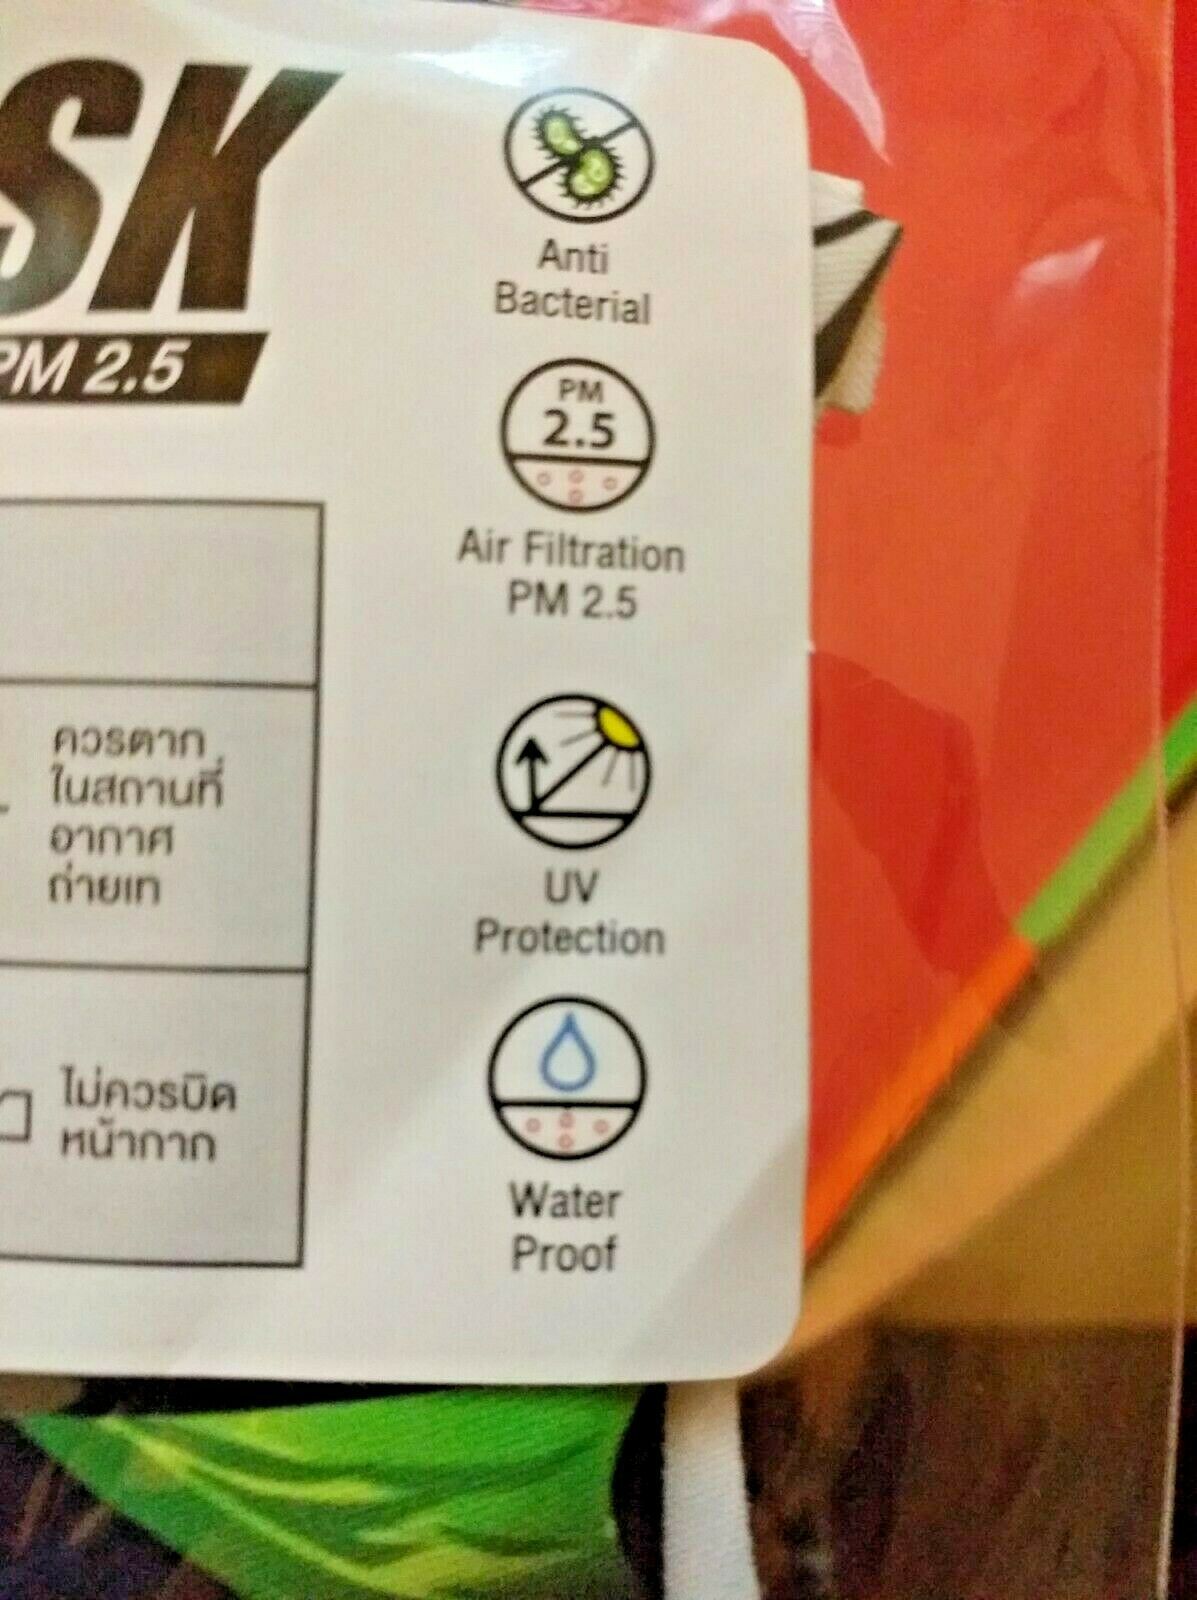 SK
PM 2.5
ควรตาก
ในสถานที่
อากาศ
ถ่ายเท
ไม่ควรบิด
หน้ากาก
Anti
Bacterial
PM
2.5
Air Filtration
PM 2.5
UV
Protection
Water
Proof